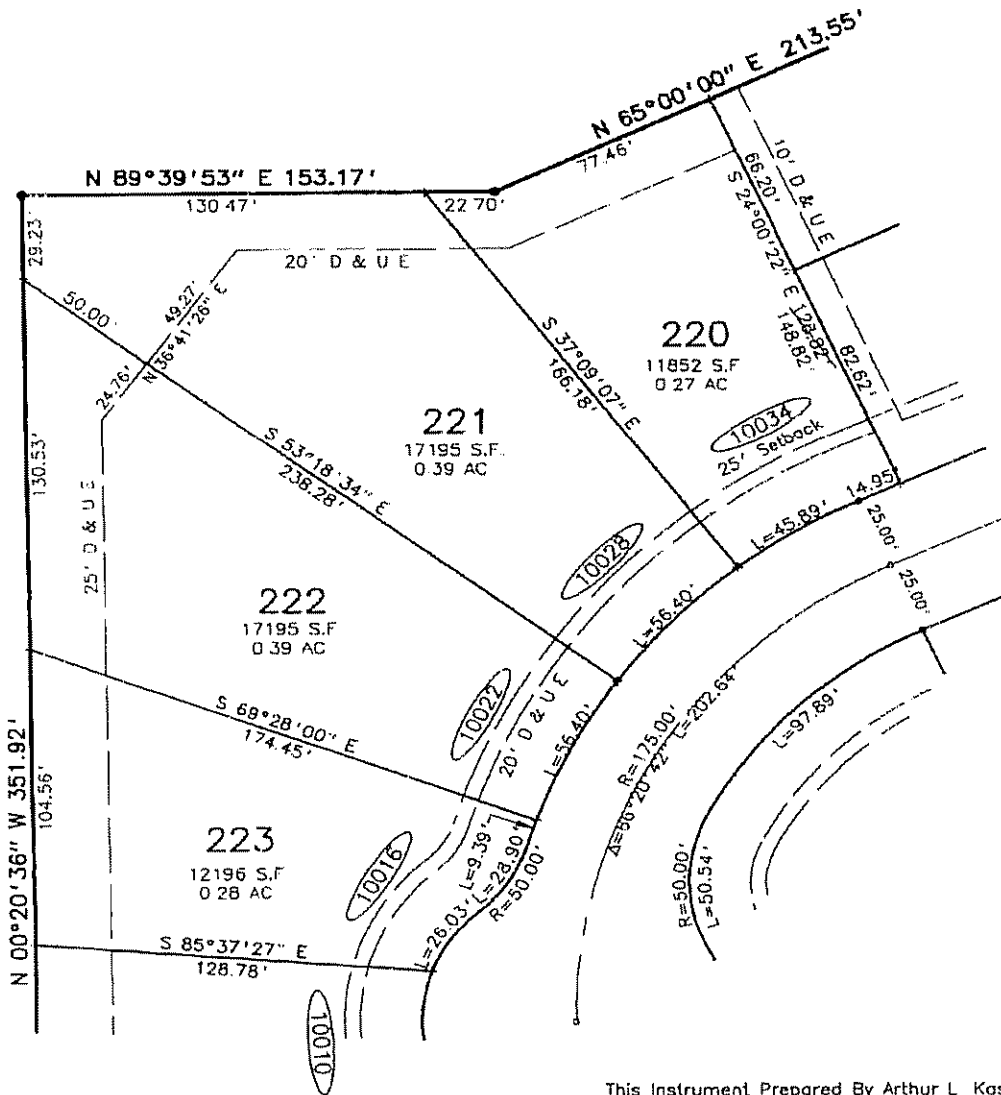 N 65°00'00" E 213.55'
77.46'
N 89°39'53" E 153.17'
130.47'
22.70'
29.23'
20' D & U E
10' D & U E
66.20'
S 24°00'22" E 128.82'
148.82'
82.62'
50.00'
49.27'
N 36°41'26" E
24.76'
220
11852 S.F
0 27 AC
S 37°09'07" E
166.18'
221
17195 S.F.
0.39 AC
10034
25' Setback
14.95'
L=45.89'
25.00'
25.00'
S 53°18'34" E
238.28'
130.53'
25' D & U E
10028
L=56.40'
222
17195 S.F
0 39 AC
10022
20' D & U E
L=56.40'
R=175.00'
Δ=66°20'42" L=202.64'
L=97.89'
S 69°28'00" E
174.45'
N 00°20'36" W 351.92'
104.56'
223
12196 S.F
0 28 AC
10016
L=9.39'
L=28.90'
R=50.00'
L=26.03'
R=50.00'
L=50.54'
S 85°37'27" E
128.78'
10010
This Instrument Prepared By Arthur L Kas